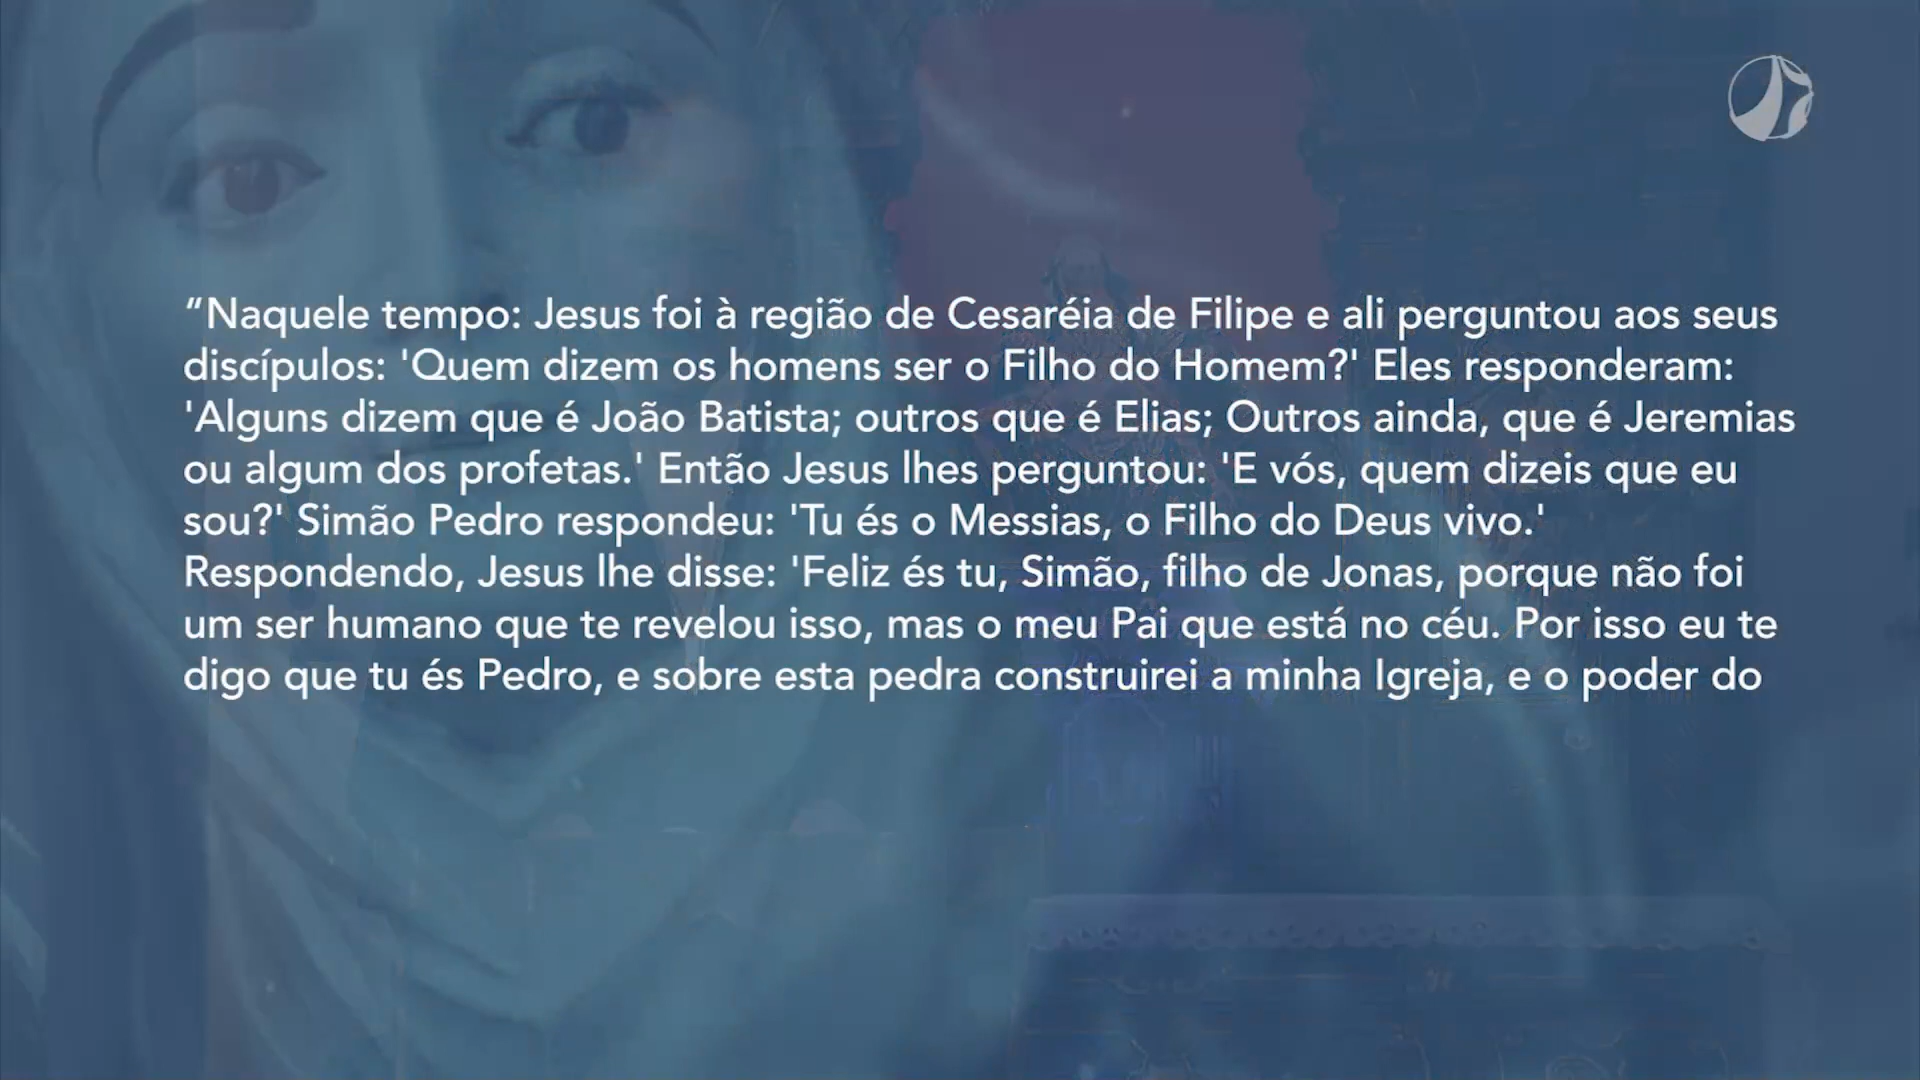 “Naquele tempo: Jesus foi à região de Cesaréia de Filipe e ali perguntou aos seus
discípulos: 'Quem dizem os homens ser o Filho do Homem?' Eles responderam:
'Alguns dizem que é João Batista; outros que é Elias; Outros ainda, que é Jeremias
ou algum dos profetas.' Então Jesus lhes perguntou: 'E vós, quem dizeis que eu
sou?' Simão Pedro respondeu: 'Tu és o Messias, o Filho do Deus vivo.'
Respondendo, Jesus lhe disse: 'Feliz és tu, Simão, filho de Jonas, porque não foi
um ser humano que te revelou isso, mas o meu Pai que está no céu. Por isso eu te
digo que tu és Pedro, e sobre esta pedra construirei a minha Igreja, e o poder do